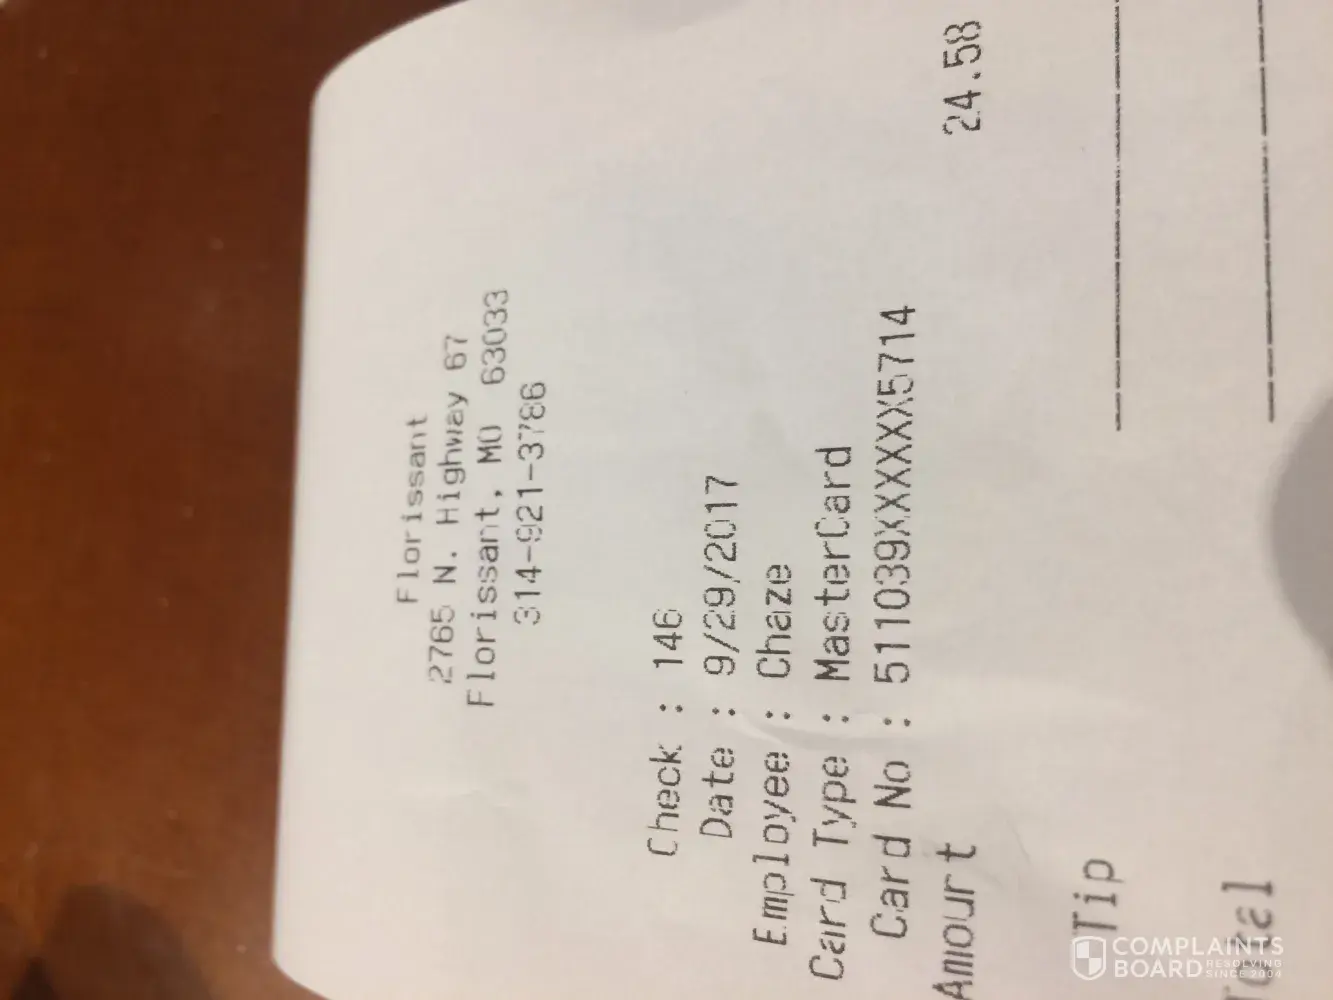 Florissant
2765 N. Highway 67
Florissant, MO 63033
314-921-3786
Check : 146
Date : 9/29/2017
Employee : Chaze
Card Type : MasterCard
Card No : 511039XXXXXX5714
Amount 24.58
Tip
Total
COMPLAINTS
BOARD RESOLVING
SINCE 2004